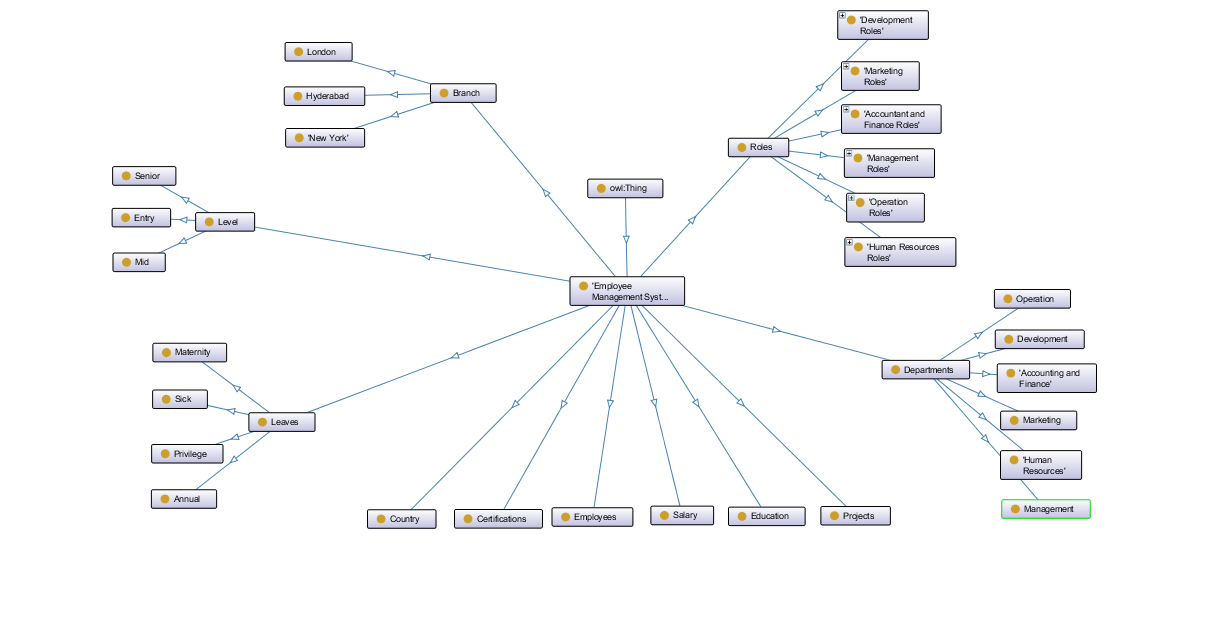 London
Hyderabad
'New York'
Branch
Senior
Entry
Mid
Level
owl:Thing
'Employee
Management Syst...
Roles
'Development
Roles'
'Marketing
Roles'
'Accountant and
Finance Roles'
'Management
Roles'
'Operation
Roles'
'Human Resources
Roles'
Departments
Operation
Development
'Accounting and
Finance'
Marketing
'Human
Resources'
Management
Maternity
Sick
Privilege
Annual
Leaves
Country
Certifications
Employees
Salary
Education
Projects